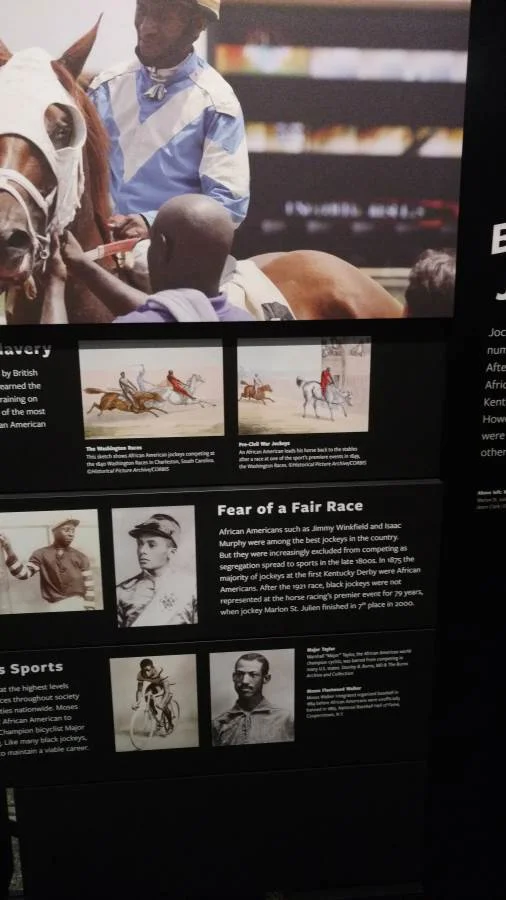 lavery
by British
earned the
raining on
of the most
an American
The Washington Races
This sketch shows African American jockeys competing at
the 1840 Washington Races in Charleston, South Carolina.
©Historical Picture Archive/CORBIS
Pre-Civil War Jockeys
An African American leads his horse back to the stables
after a race at one of the sport's premiere events in 1849,
the Washington Races. ©Historical Picture Archive/CORBIS
Fear of a Fair Race
African Americans such as Jimmy Winkfield and Isaac
Murphy were among the best jockeys in the country.
But they were increasingly excluded from competing as
segregation spread to sports in the late 1800s. In 1875 the
majority of jockeys at the first Kentucky Derby were African
Americans. After the 1921 race, black jockeys were not
represented at the horse racing's premier event for 79 years,
when jockey Marlon St. Julien finished in 7th place in 2000.
s Sports
at the highest levels
ces throughout society
ties nationwide. Moses
African American to
Champion bicyclist Major
. Like many black jockeys,
to maintain a viable career.
Major Taylor
Marshall "Major" Taylor, the African American world
champion cyclist, was barred from competing in
many U.S. states.
Archive and Collection
Moses Fleetwood Walker
Moses Walker integrated organized baseball in
1884 before African Americans were unofficially
banned in 1889. National Baseball Hall of Fame,
Cooperstown, N.Y.
B
J
Joc
num
Afte
Afric
Kent
Howe
were
other
Above left: